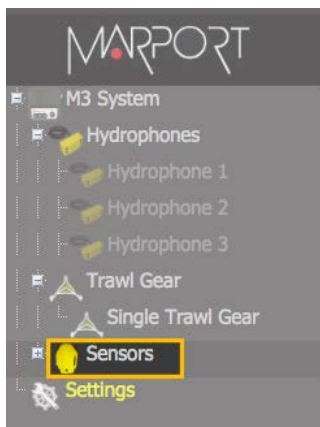 MARPORT
M3 System
Hydrophones
Hydrophone 1
Hydrophone 2
Hydrophone 3
Trawl Gear
Single Trawl Gear
Sensors
Settings